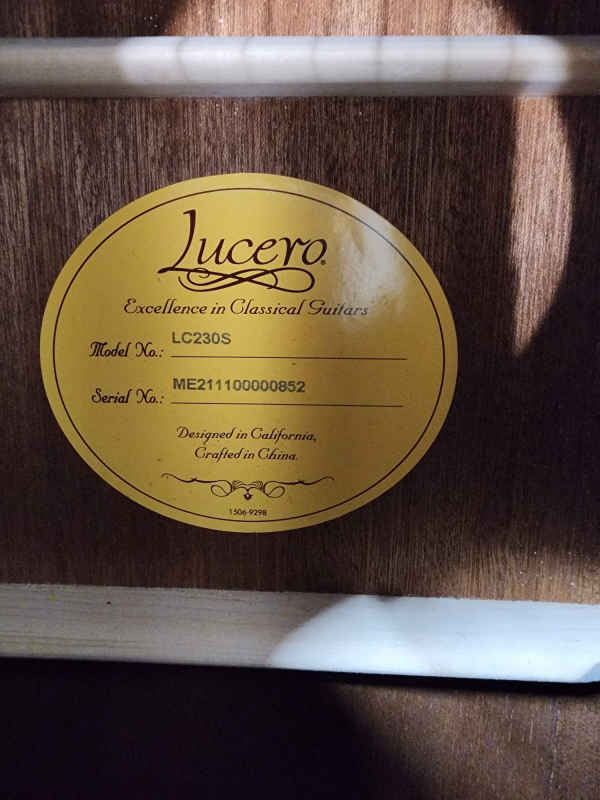 Lucero®
Excellence in Classical Guitars
Model No.: LC230S
Serial No.: ME211100000852
Designed in California,
Crafted in China.
1506-9298